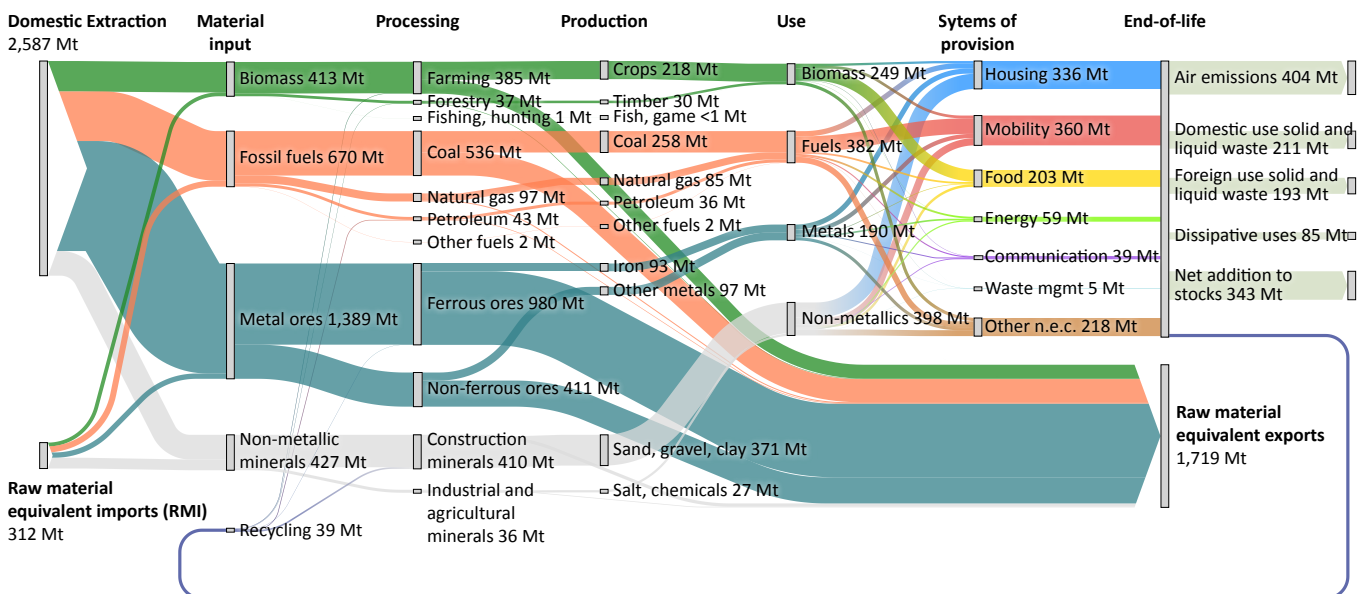 Domestic Extraction
2,587 Mt
Material
input
Processing
Production
Use
Sytems of
provision
End-of-life
Biomass 413 Mt
Fossil fuels 670 Mt
Metal ores 1,389 Mt
Non-metallic
minerals 427 Mt
Recycling 39 Mt
Raw material
equivalent imports (RMI)
312 Mt
Farming 385 Mt
Forestry 37 Mt
Fishing, hunting 1 Mt
Coal 536 Mt
Natural gas 97 Mt
Petroleum 43 Mt
Other fuels 2 Mt
Ferrous ores 980 Mt
Non-ferrous ores 411 Mt
Construction
minerals 410 Mt
Industrial and
agricultural
minerals 36 Mt
Crops 218 Mt
Timber 30 Mt
Fish, game <1 Mt
Coal 258 Mt
Natural gas 85 Mt
Petroleum 36 Mt
Other fuels 2 Mt
Iron 93 Mt
Other metals 97 Mt
Sand, gravel, clay 371 Mt
Salt, chemicals 27 Mt
Biomass 249 Mt
Fuels 382 Mt
Metals 190 Mt
Non-metallics 398 Mt
Housing 336 Mt
Mobility 360 Mt
Food 203 Mt
Energy 59 Mt
Communication 39 Mt
Waste mgmt 5 Mt
Other n.e.c. 218 Mt
Air emissions 404 Mt
Domestic use solid and
liquid waste 211 Mt
Foreign use solid and
liquid waste 193 Mt
Dissipative uses 85 Mt
Net addition to
stocks 343 Mt
Raw material
equivalent exports
1,719 Mt